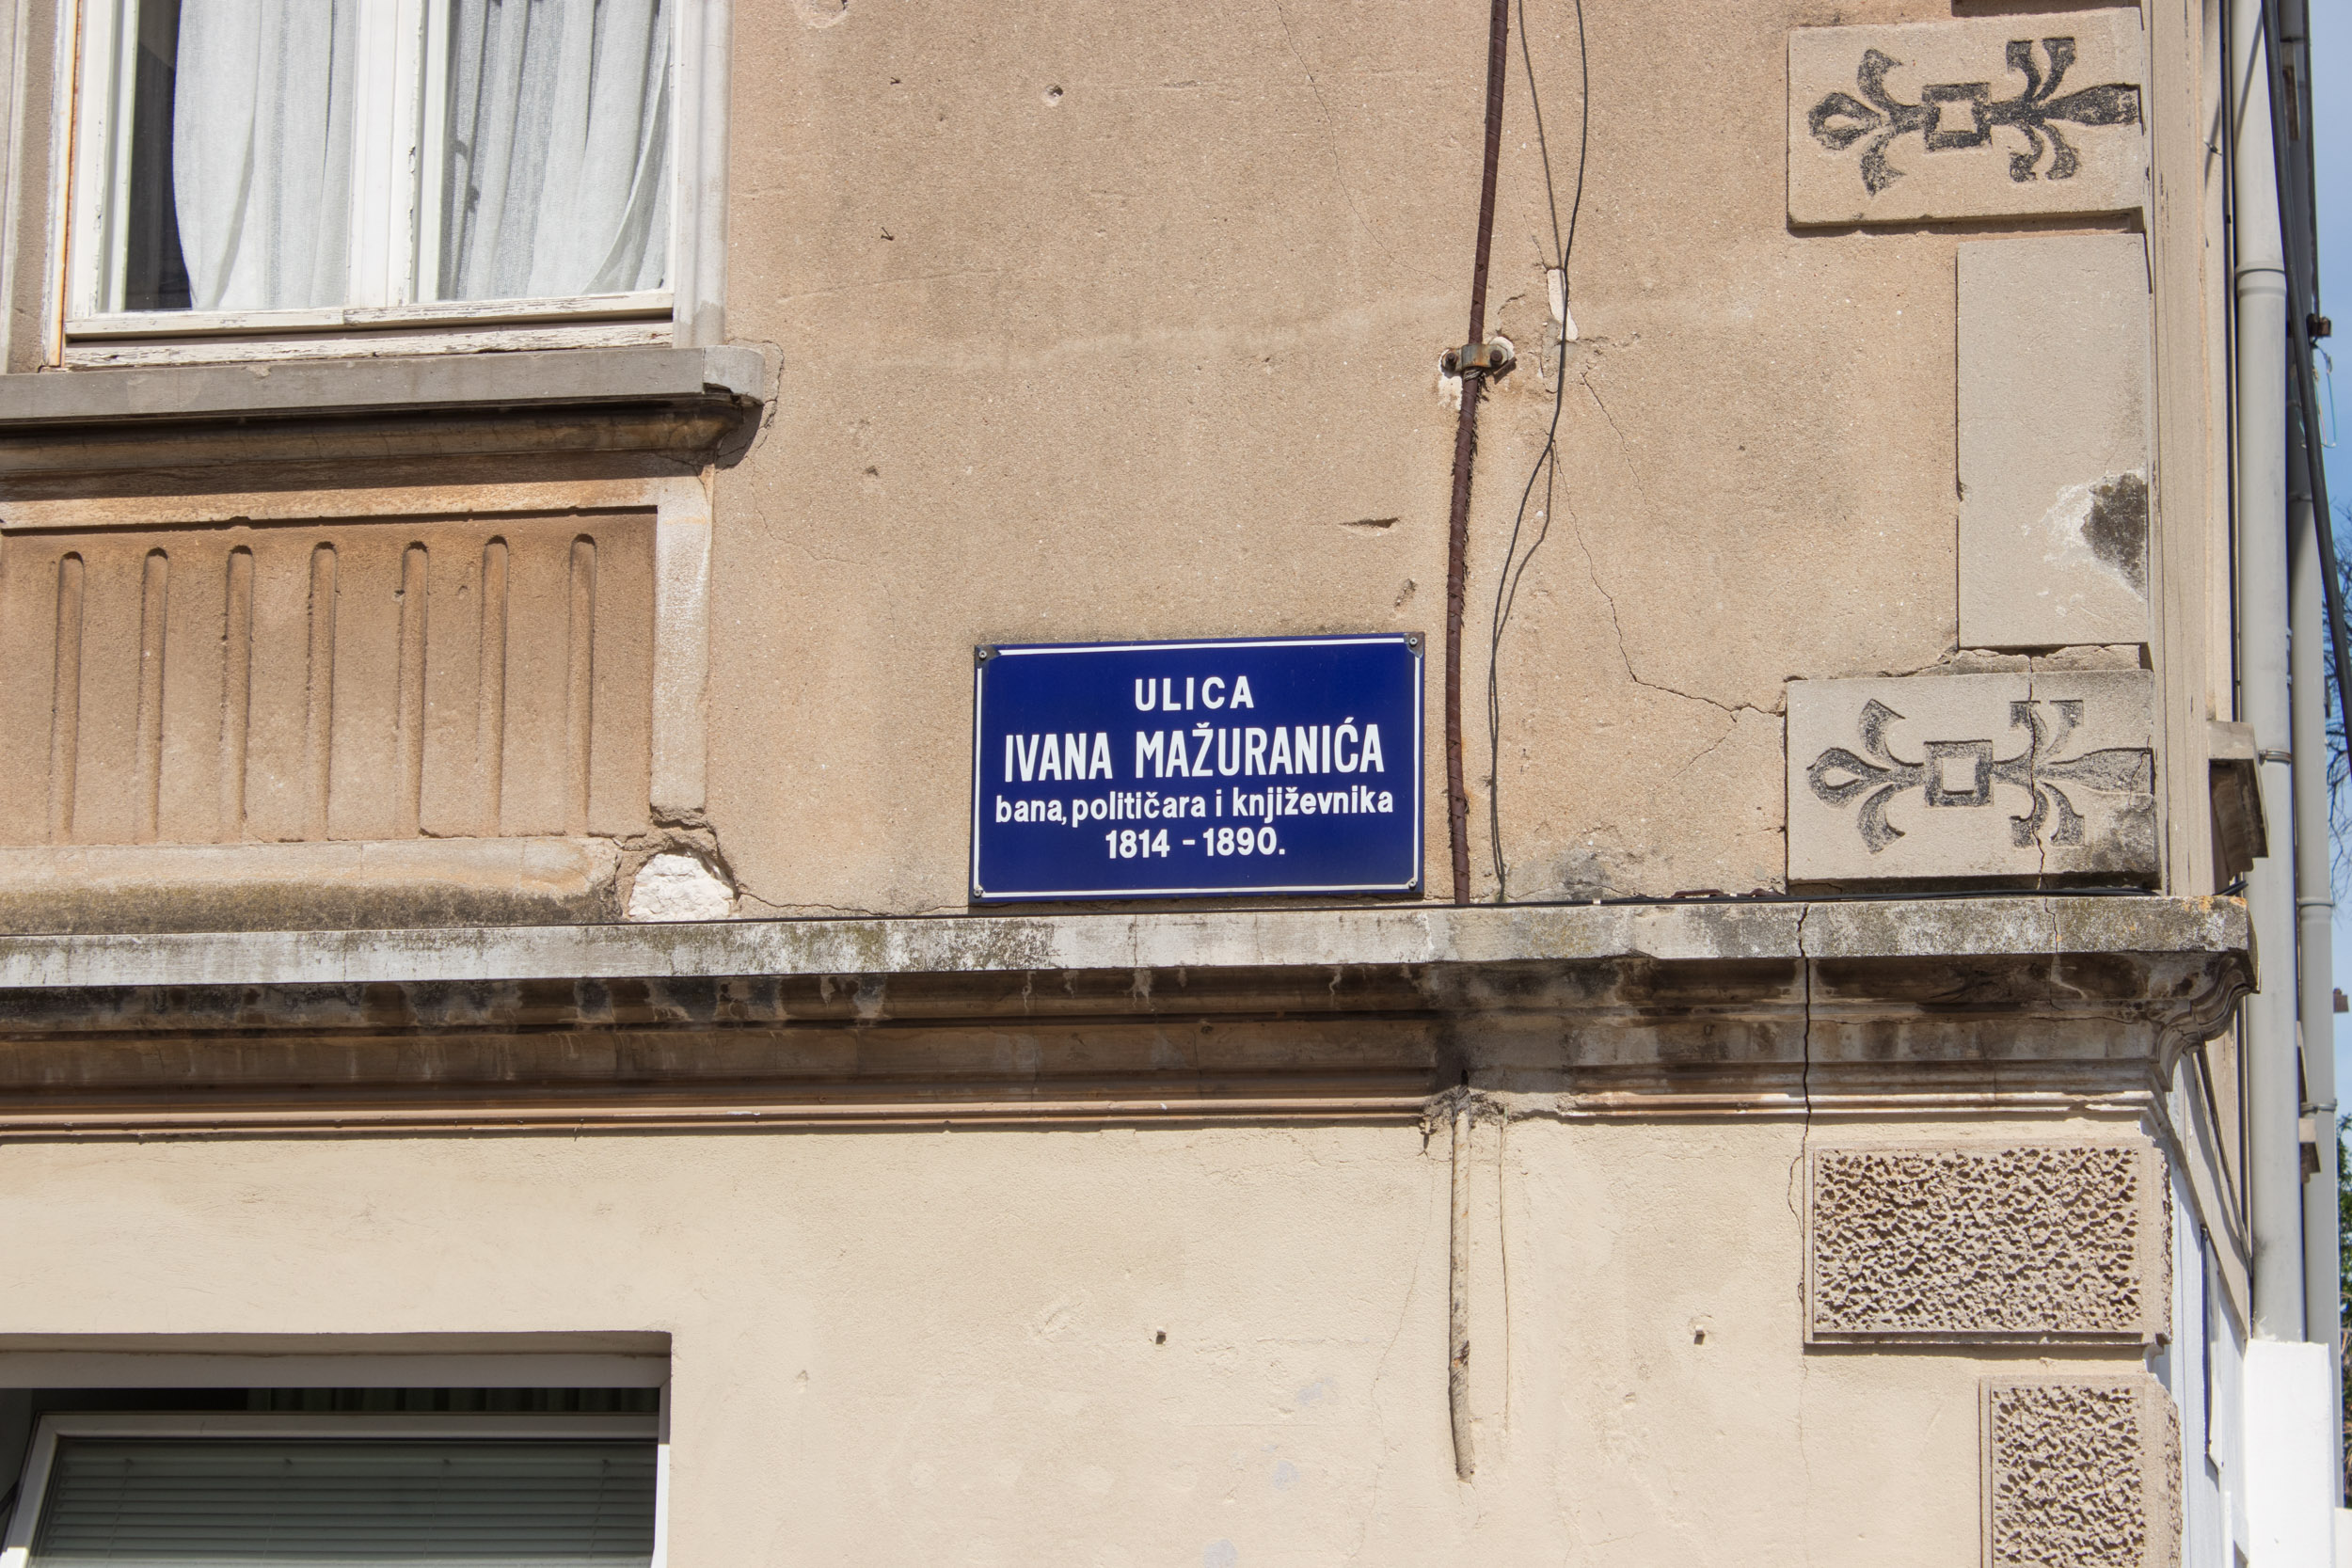 ULICA
IVANA MAŽURANIĆA
bana, političara i književnika
1814 - 1890.